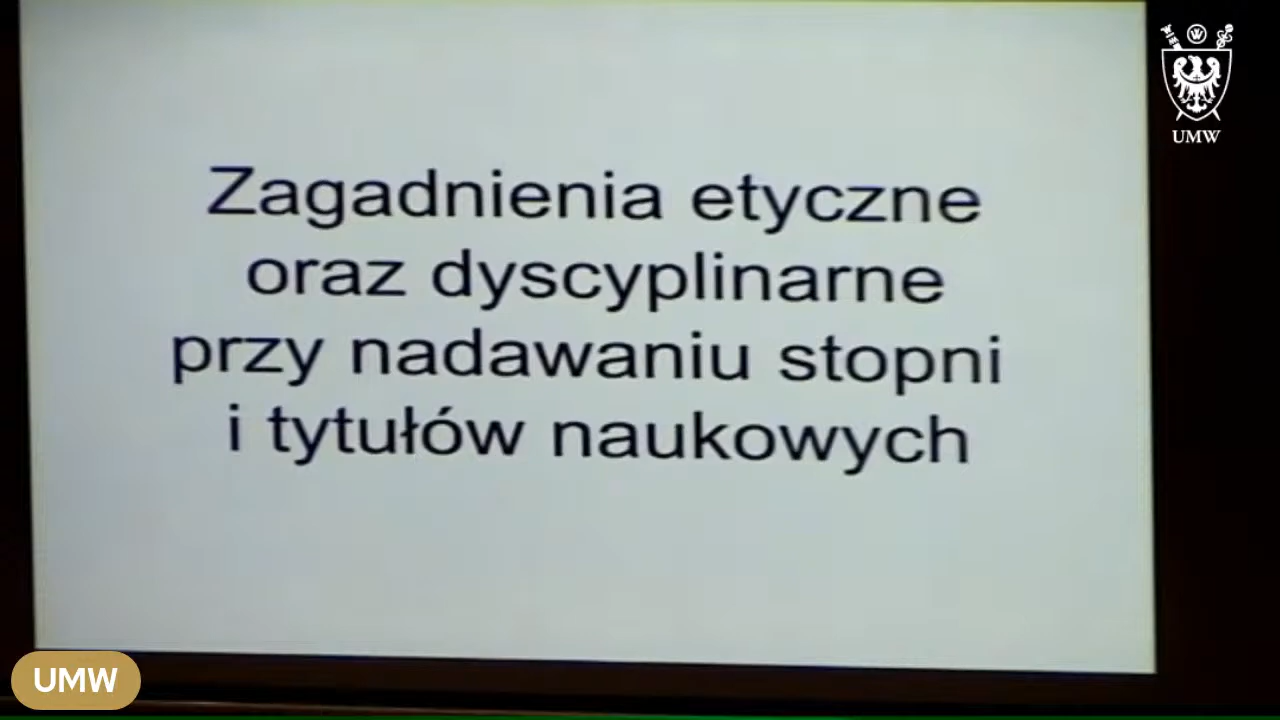 UMW
Zagadnienia etyczne
oraz dyscyplinarne
przy nadawaniu stopni
i tytułów naukowych
UMW